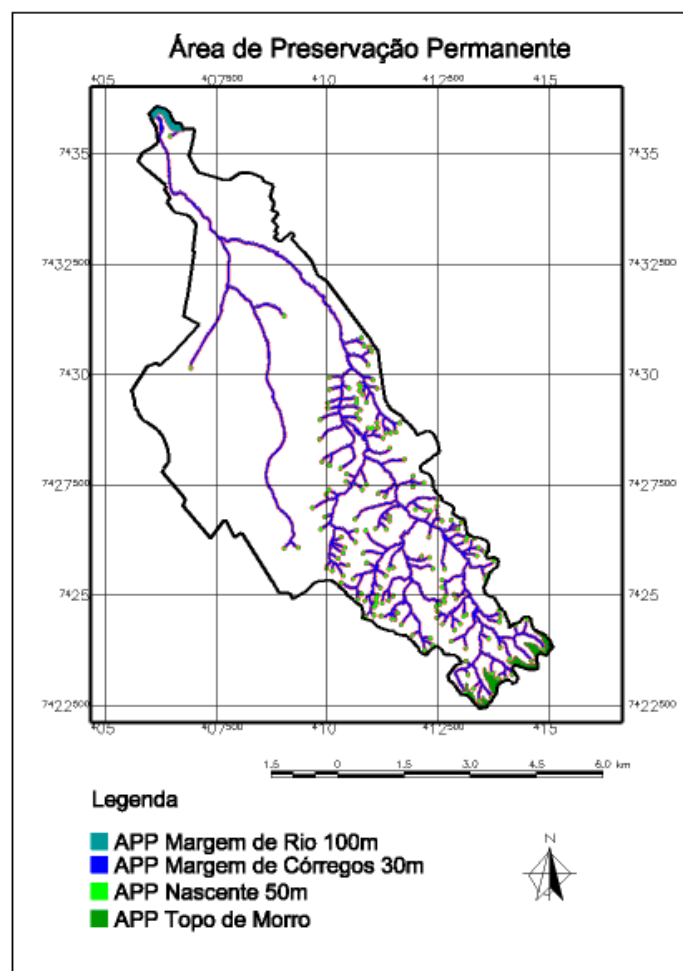 Área de Preservação Permanente
405 407⁵⁰⁰ 410 412⁵⁰⁰ 415
7435 7435
7432⁵⁰⁰ 7432⁵⁰⁰
7430 7430
7427⁵⁰⁰ 7427⁵⁰⁰
7425 7425
7422⁵⁰⁰ 7422⁵⁰⁰
405 407⁵⁰⁰ 410 412⁵⁰⁰ 415
1.5 0 1.5 3.0 4.5 6.0 km
Legenda
APP Margem de Rio 100m
APP Margem de Córregos 30m
APP Nascente 50m
APP Topo de Morro
N